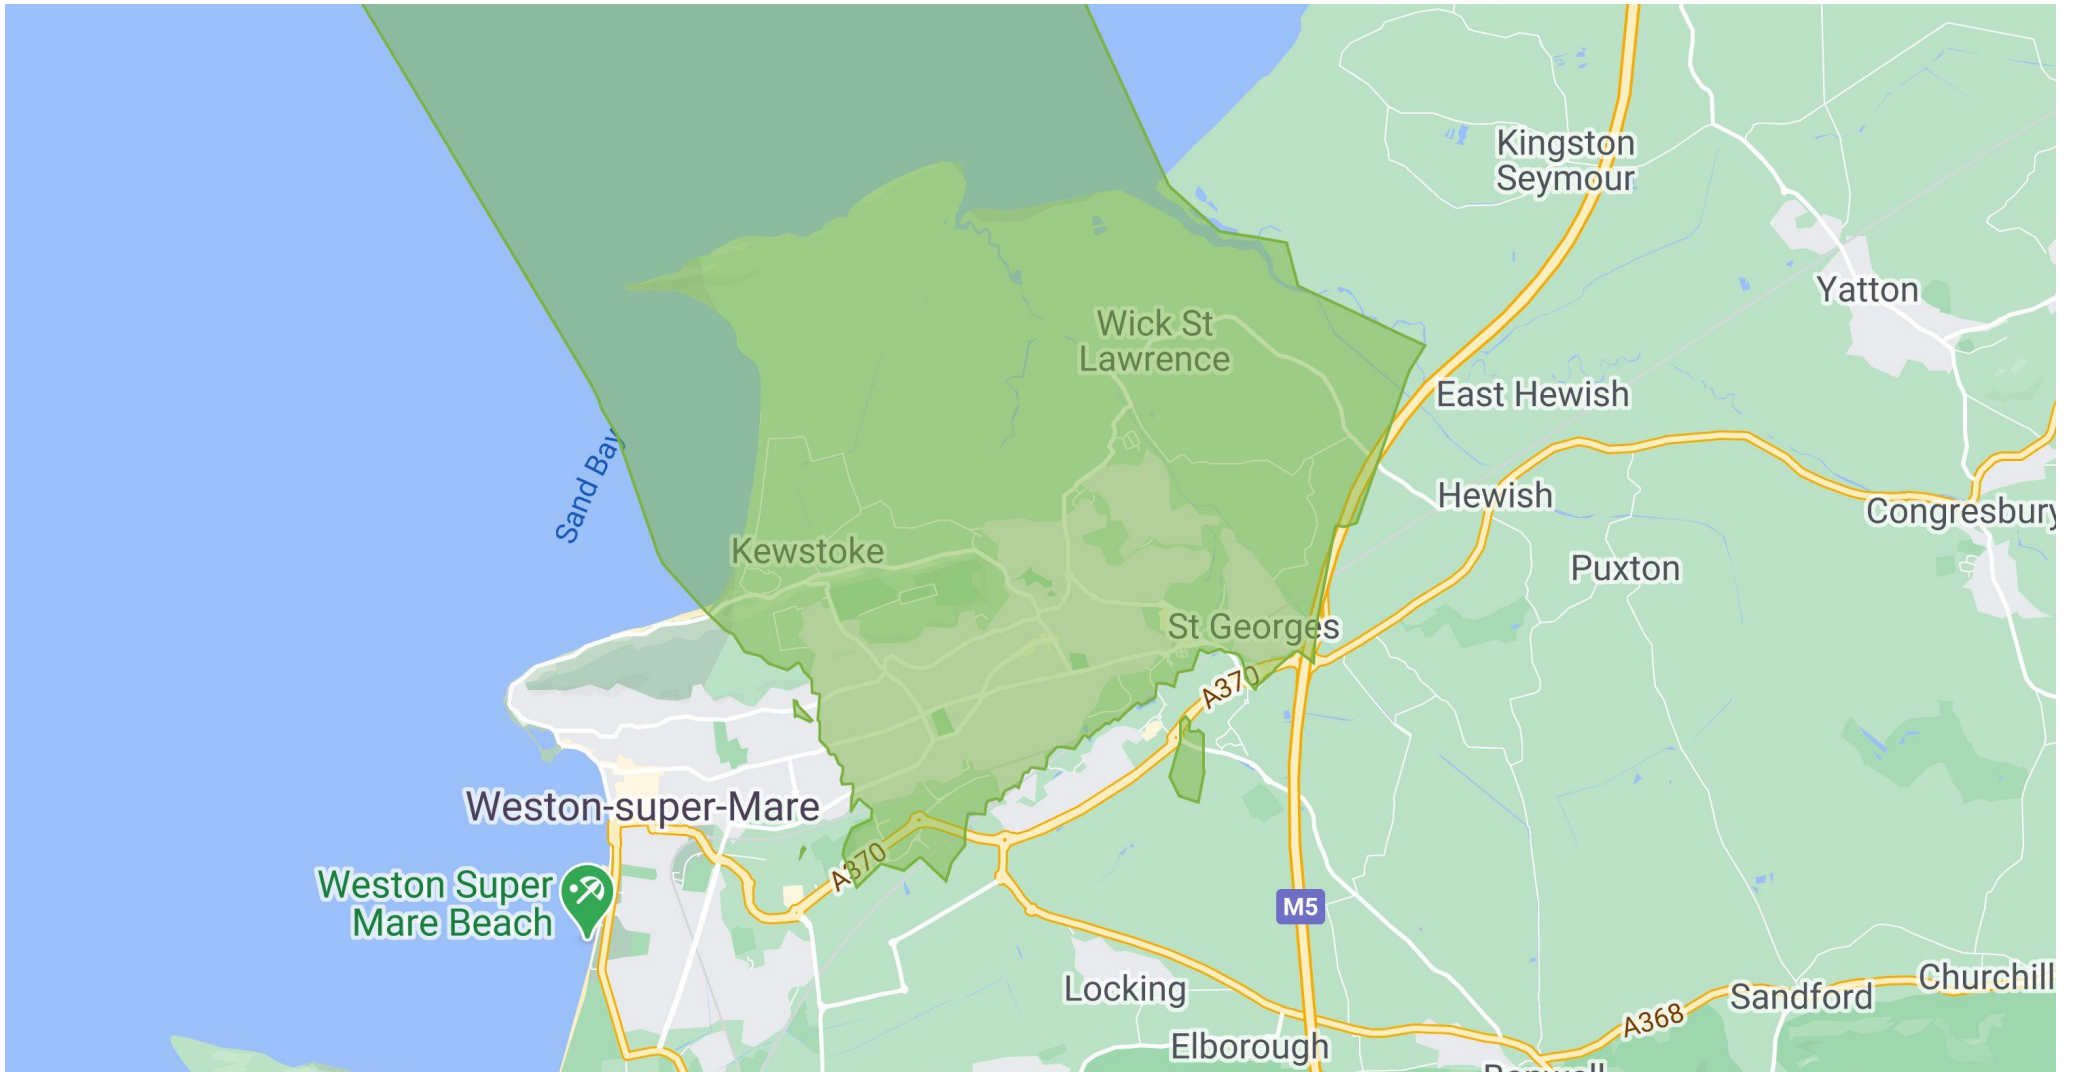 Kingston
Seymour
Yatton
Wick St
Lawrence
East Hewish
Sand Bay
Hewish
Congresbury
Kewstoke
Puxton
St Georges
A370
Weston-super-Mare
A370
Weston Super
Mare Beach
M5
Locking
Churchill
Sandford
A368
Elborough